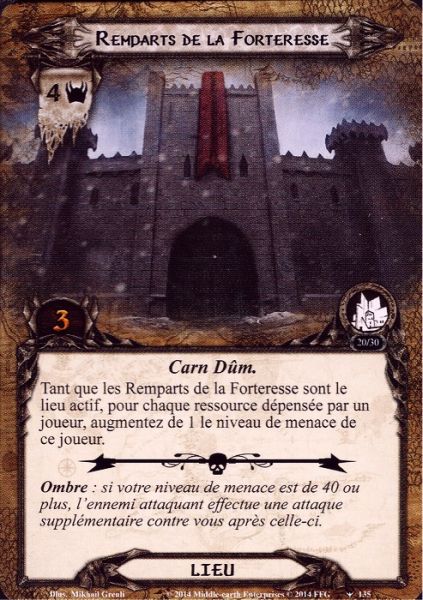 Remparts de la Forteresse
4
3
20/30
Carn Dûm.
Tant que les Remparts de la Forteresse sont le
lieu actif, pour chaque ressource dépensée par un
joueur, augmentez de 1 le niveau de menace de
ce joueur.
Ombre : si votre niveau de menace est de 40 ou
plus, l'ennemi attaquant effectue une attaque
supplémentaire contre vous après celle-ci.
LIEU
Illus. Mikhail Greuli © 2014 Middle-earth Enterprises © 2014 FFG 135